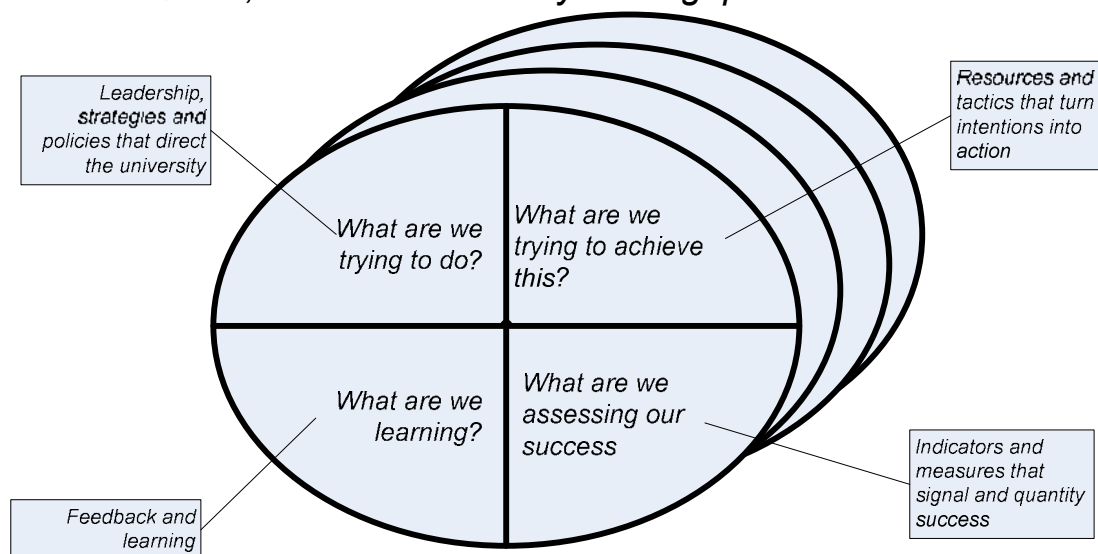 Leadership,
strategies and
policies that direct
the university
Resources and
tactics that turn
intentions into
action
What are we
trying to do?
What are we
trying to achieve
this?
What are we
learning?
What are we
assessing our
success
Feedback and
learning
Indicators and
measures that
signal and quantity
success